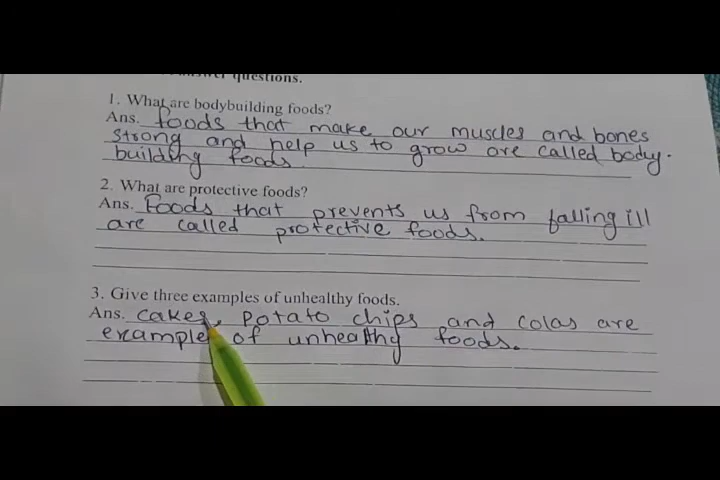 answer questions.
1. What are bodybuilding foods?
Ans. foods that make our muscles and bones
strong and help us to grow are called body-
building foods.
2. What are protective foods?
Ans. Foods that prevents us from falling ill
are called protective foods.
3. Give three examples of unhealthy foods.
Ans. cakes, potato chips and colas are
example of unhealthy foods.